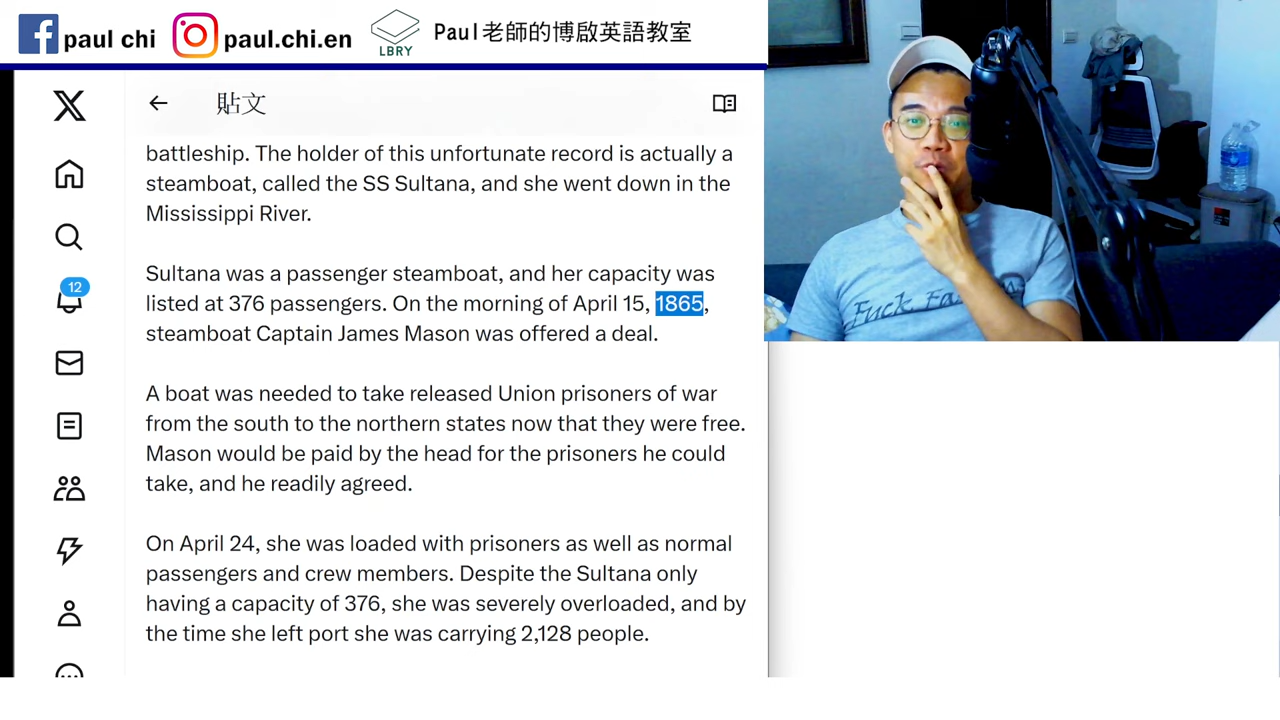 paul chi
paul.chi.en
LBRY
Paul老師的博啟英語教室
貼文
12
battleship. The holder of this unfortunate record is actually a
steamboat, called the SS Sultana, and she went down in the
Mississippi River.
Sultana was a passenger steamboat, and her capacity was
listed at 376 passengers. On the morning of April 15, 1865,
steamboat Captain James Mason was offered a deal.
A boat was needed to take released Union prisoners of war
from the south to the northern states now that they were free.
Mason would be paid by the head for the prisoners he could
take, and he readily agreed.
On April 24, she was loaded with prisoners as well as normal
passengers and crew members. Despite the Sultana only
having a capacity of 376, she was severely overloaded, and by
the time she left port she was carrying 2,128 people.
Fuck